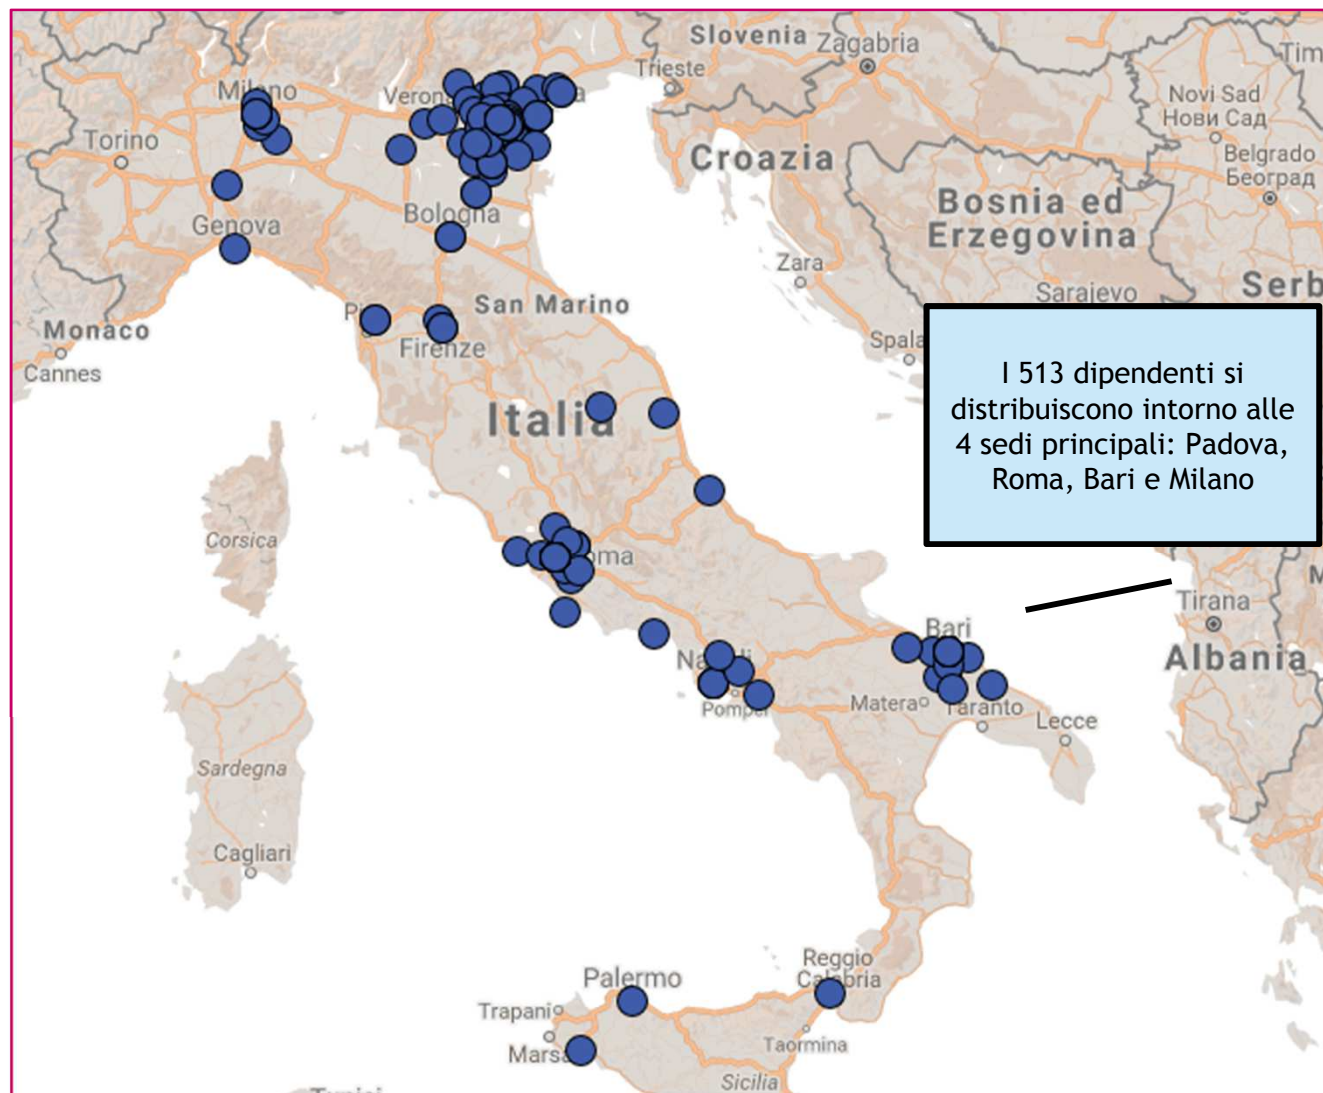 Slovenia
Zagabria
Trieste
Tim
Milano
Verona
Novi Sad
Нови Сад
Torino
Belgrado
Београд
Croazia
Bosnia ed
Erzegovina
Bologna
Genova
Zara
Sarajevo
Serb
San Marino
Monaco
Firenze
Spala
Cannes
I 513 dipendenti si
distribuiscono intorno alle
4 sedi principali: Padova,
Roma, Bari e Milano
Italia
Corsica
Roma
Tirana
Bari
Albania
Pompei
Matera
Taranto
Lecce
Sardegna
Cagliari
Reggio
Calabria
Palermo
Trapani
Taormina
Sicilia